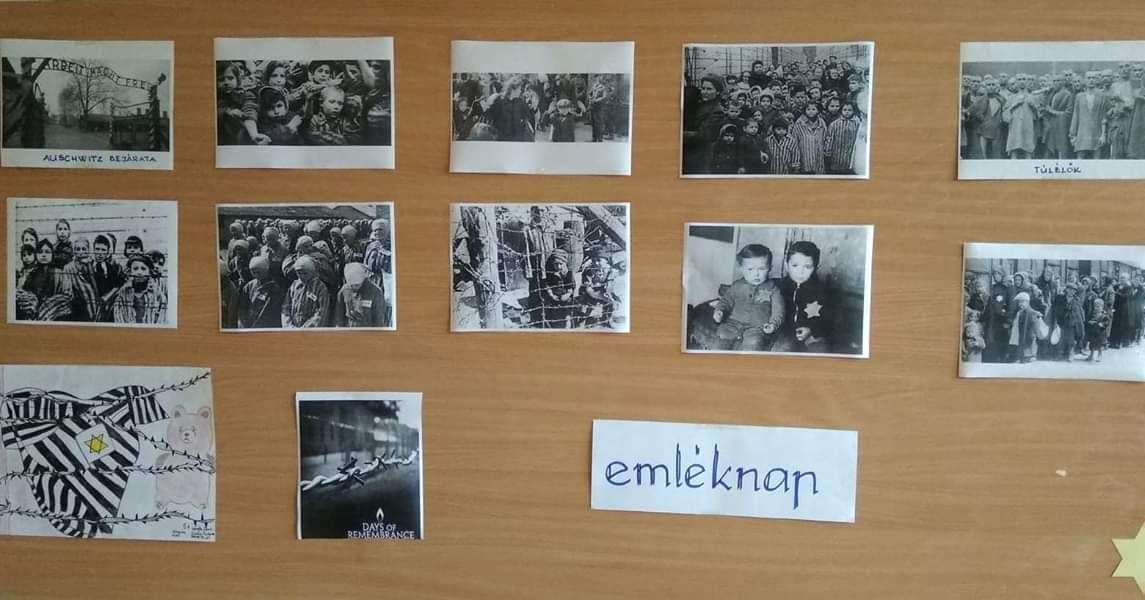 ARBEIT MACHT FREI
AUSCHWITZ BEJÁRATA
TÚLÉLŐK
DAYS OF
REMEMBRANCE
emléknap